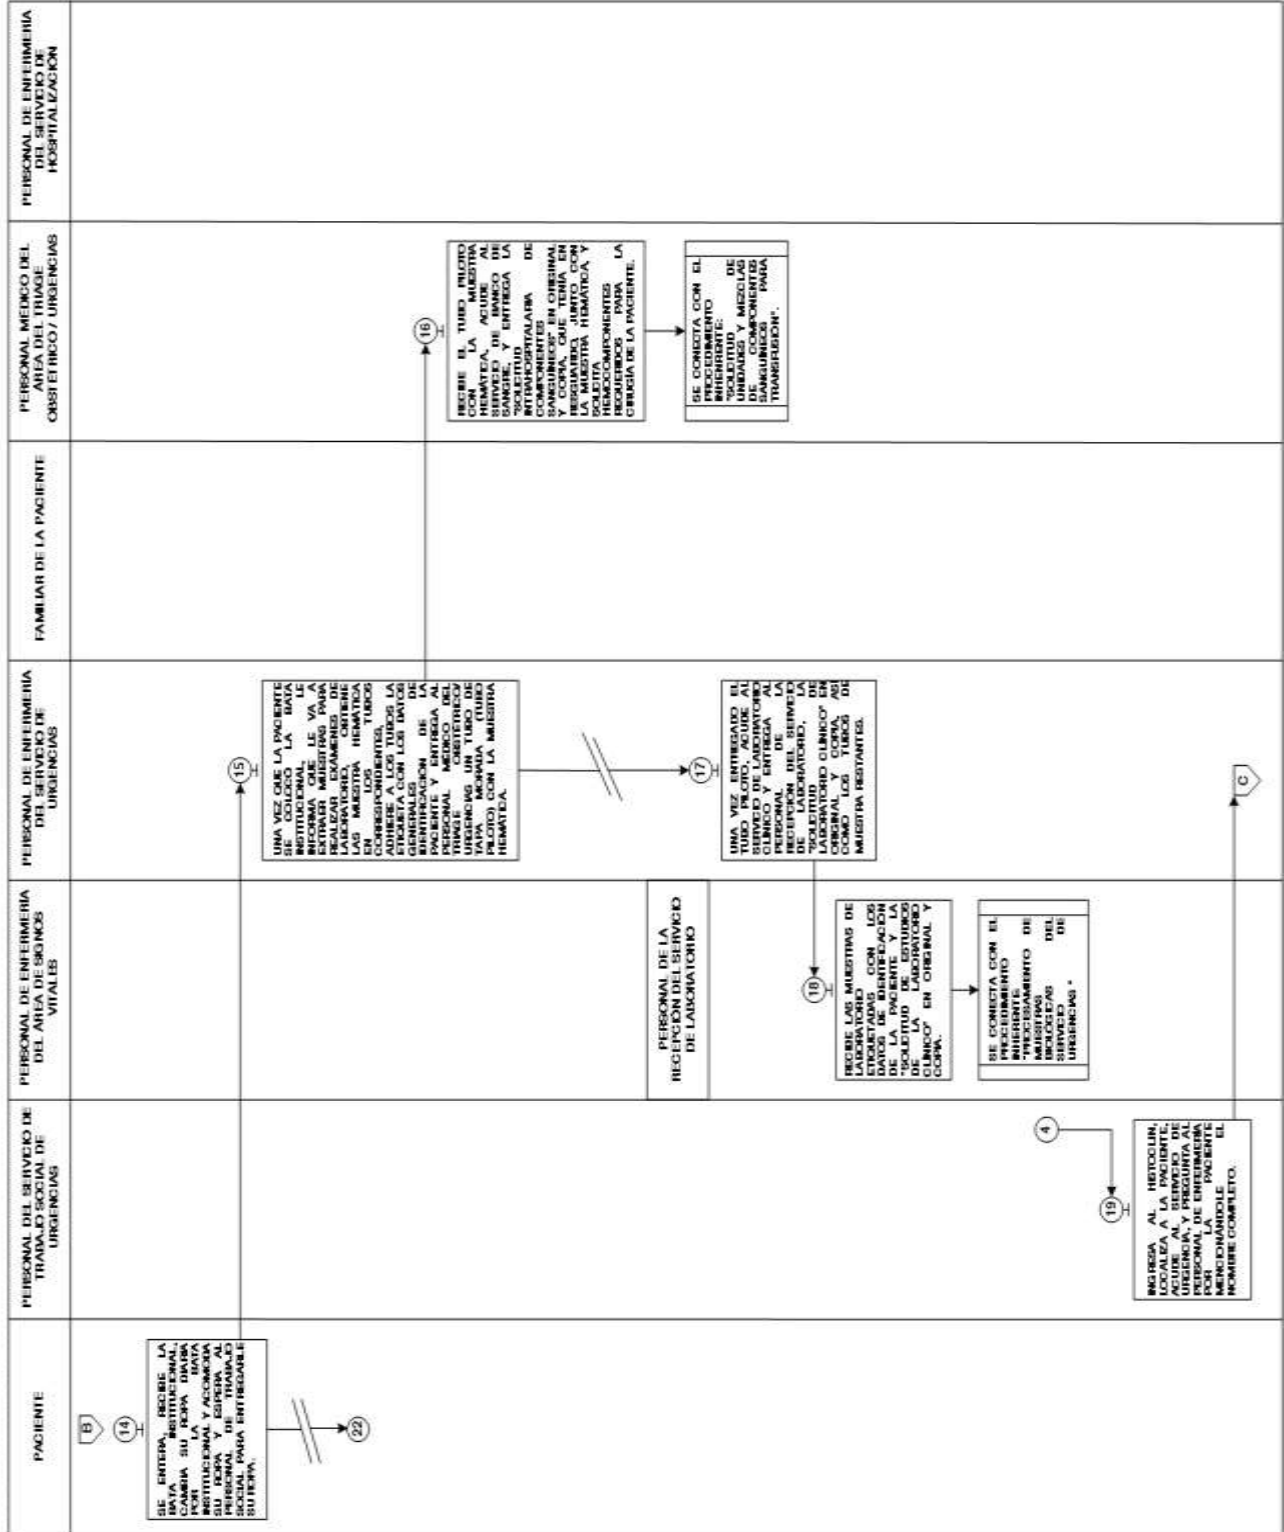 PACIENTE
PERSONAL DEL SERVICIO DE
TRABAJO SOCIAL DE
URGENCIAS
PERSONAL DE ENFERMERÍA
DEL ÁREA DE SIGNOS
VITALES
PERSONAL DE ENFERMERÍA
DEL SERVICIO DE
URGENCIAS
FAMILIAR DE LA PACIENTE
PERSONAL MÉDICO DEL
ÁREA DEL TRIAGE
OBSTÉTRICO / URGENCIAS
PERSONAL DE ENFERMERÍA
DEL SERVICIO DE
HOSPITALIZACIÓN
B
14
SE ENTERA, RECIBE LA
BATA INSTITUCIONAL,
CAMBIA SU ROPA DIARIA
POR LA BATA
INSTITUCIONAL Y ACOMODA
SU ROPA Y ESPERA AL
PERSONAL DE TRABAJO
SOCIAL PARA ENTREGARLE
SU ROPA.
22
15
UNA VEZ QUE LA PACIENTE
SE COLOCÓ LA BATA
INSTITUCIONAL, LE
INFORMA QUE LE VA A
EXTRAER MUESTRAS PARA
REALIZAR EXÁMENES DE
LABORATORIO, OBTIENE
LAS MUESTRA HEMÁTICA
EN LOS TUBOS
CORRESPONDIENTES,
ADHIERE A LOS TUBOS LA
ETIQUETA CON LOS DATOS
GENERALES DE
IDENTIFICACIÓN DE LA
PACIENTE Y ENTREGA AL
PERSONAL MÉDICO DEL
TRIAGE OBSTÉTRICO/
URGENCIAS UN TUBO DE
TAPA MORADA (TUBO
PILOTO) CON LA MUESTRA
HEMÁTICA.
16
RECIBE EL TUBO PILOTO
CON LA MUESTRA
HEMÁTICA, ACUDE AL
SERVICIO DE BANCO DE
SANGRE, Y ENTREGA LA
"SOLICITUD
INTRAHOSPITALARIA DE
COMPONENTES
SANGUÍNEOS" EN ORIGINAL
Y COPIA, QUE TENÍA EN
RESGUARDO, JUNTO CON
LA MUESTRA HEMÁTICA, Y
SOLICITA
HEMOCOMPONENTES
REQUERIDOS PARA LA
CIRUGÍA DE LA PACIENTE.
SE CONECTA CON EL
PROCEDIMIENTO
INHENRENTE:
"SOLICITUD DE
UNIDADES Y MEZCLAS
DE COMPONENTES
SANGUÍNEOS PARA
TRANSFUSIÓN".
17
UNA VEZ ENTREGADO EL
TUBO PILOTO, ACUDE AL
SERVICIO DE LABORATORIO
CLÍNICO Y ENTREGA AL
PERSONAL DE LA
RECEPCIÓN DEL SERVICIO
DE LABORATORIO, LA
"SOLICITUD DE
LABORATORIO CLÍNICO" EN
ORIGINAL Y COPIA, ASÍ
COMO LOS TUBOS DE
MUESTRA RESTANTES.
PERSONAL DE LA
RECEPCIÓN DEL SERVICIO
DE LABORATORIO
18
RECIBE LAS MUESTRAS DE
LABORATORIO
ETIQUETADAS CON LOS
DATOS DE IDENTIFICACIÓN
DE LA PACIENTE Y LA
"SOLICITUD DE ESTUDIOS
DE LA LABORATORIO
CLÍNICO" EN ORIGINAL Y
COPIA.
SE CONECTA CON EL
PROCEDIMIENTO
INHERENTE:
"PROCESAMIENTO DE
MUESTRAS
BIOLÓGICAS DEL
SERVICIO DE
URGENCIAS "
4
19
INGRESA AL HISTOCLIN,
LOCALIZA A LA PACIENTE,
ACUDE AL SERVICIO DE
URGENCIA, Y PREGUNTA AL
PERSONAL DE ENFERMERÍA
POR LA PACIENTE
MENCIONÁNDOLE EL
NOMBRE COMPLETO.
C